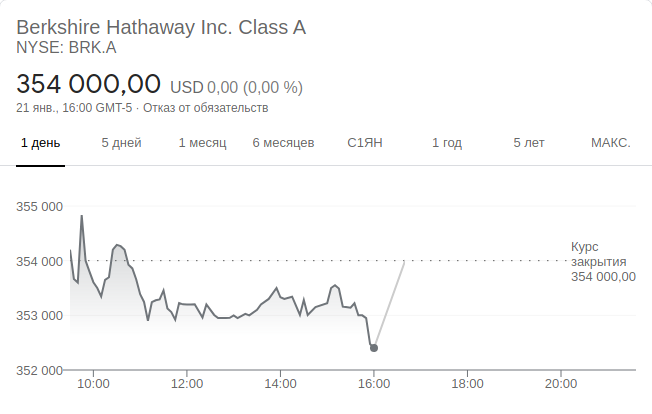 Berkshire Hathaway Inc. Class A
NYSE: BRK.A
354 000,00 USD 0,00 (0,00 %)
21 янв., 16:00 GMT-5 · Отказ от обязательств
1 день 5 дней 1 месяц 6 месяцев С1ЯН 1 год 5 лет МАКС.
355 000
354 000
353 000
352 000
Курс
закрытия
354 000,00
10:00 12:00 14:00 16:00 18:00 20:00